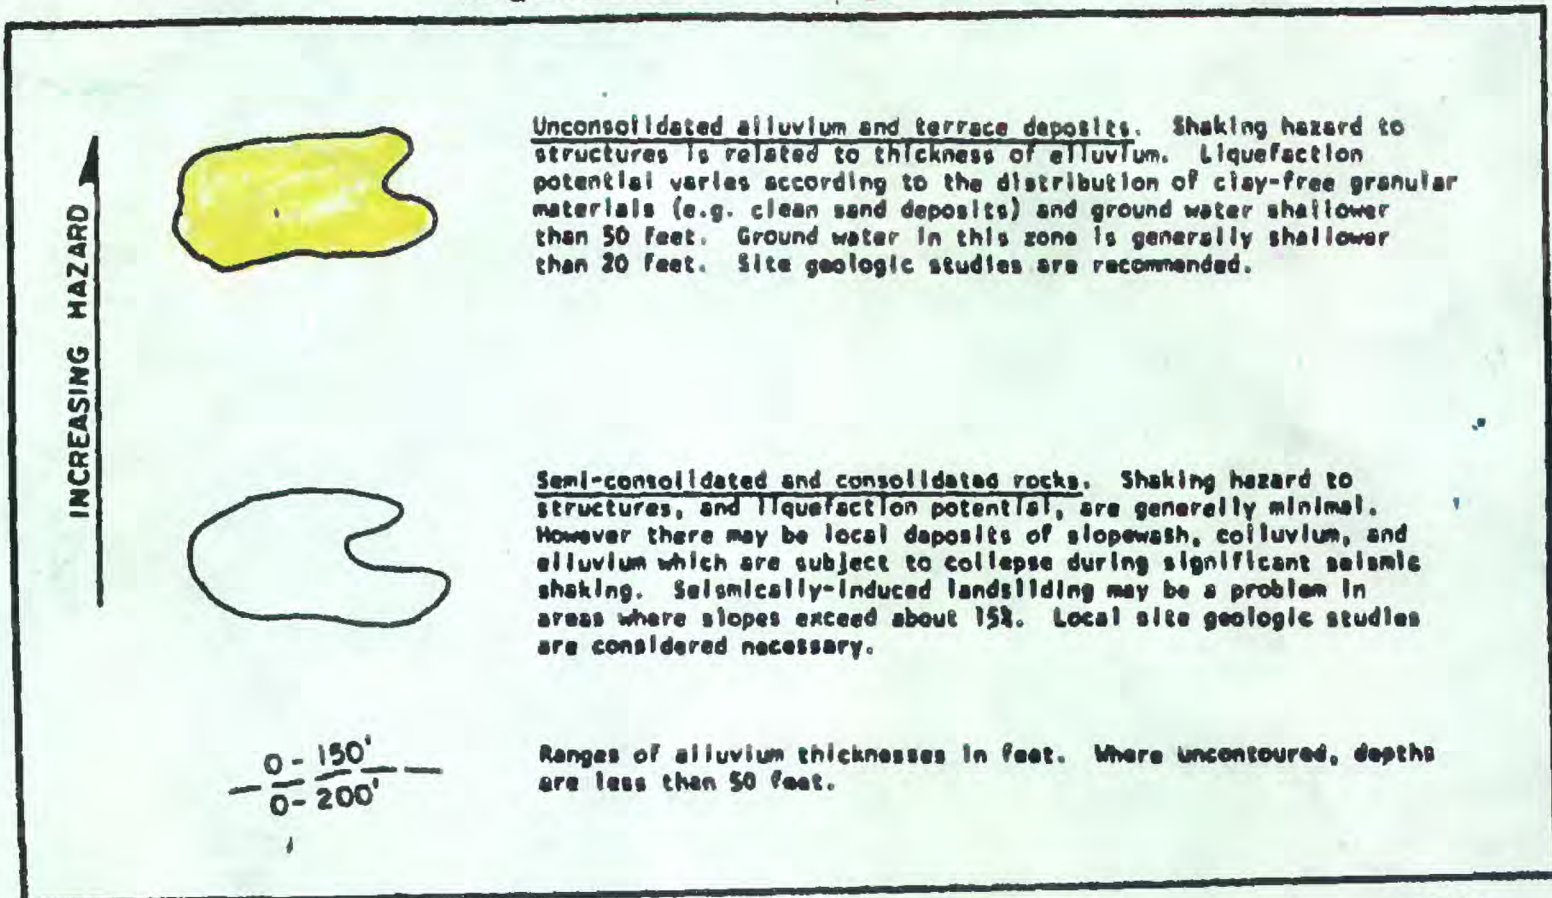 INCREASING HAZARD
Unconsolidated alluvium and terrace deposits. Shaking hazard to
structures is related to thickness of alluvium. Liquefaction
potential varies according to the distribution of clay-free granular
materials (e.g. clean sand deposits) and ground water shallower
than 50 feet. Ground water in this zone is generally shallower
than 20 feet. Site geologic studies are recommended.
Semi-consolidated and consolidated rocks. Shaking hazard to
structures, and liquefaction potential, are generally minimal.
However there may be local deposits of slopewash, colluvium, and
alluvium which are subject to collapse during significant seismic
shaking. Seismically-induced landsliding may be a problem in
areas where slopes exceed about 15%. Local site geologic studies
are considered necessary.
0 - 150'
0 - 200'
Ranges of alluvium thicknesses in feet. Where uncontoured, depths
are less than 50 feet.